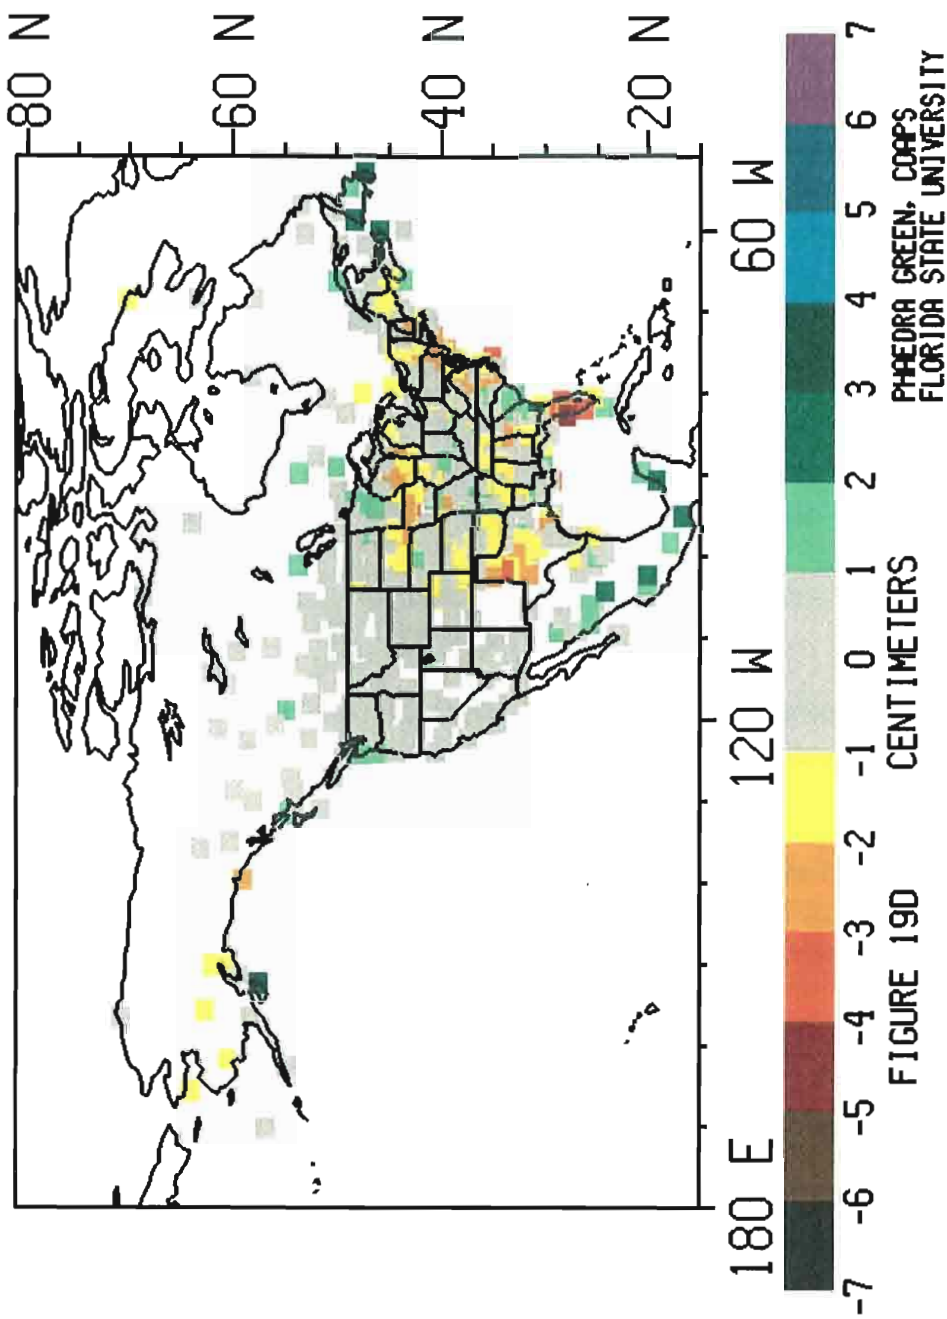 80 N
60 N
40 N
20 N
180 E
120 W
60 W
-7 -6 -5 -4 -3 -2 -1 0 1 2 3 4 5 6 7
CENTIMETERS
FIGURE 19D
PHAEDRA GREEN, COAPS
FLORIDA STATE UNIVERSITY